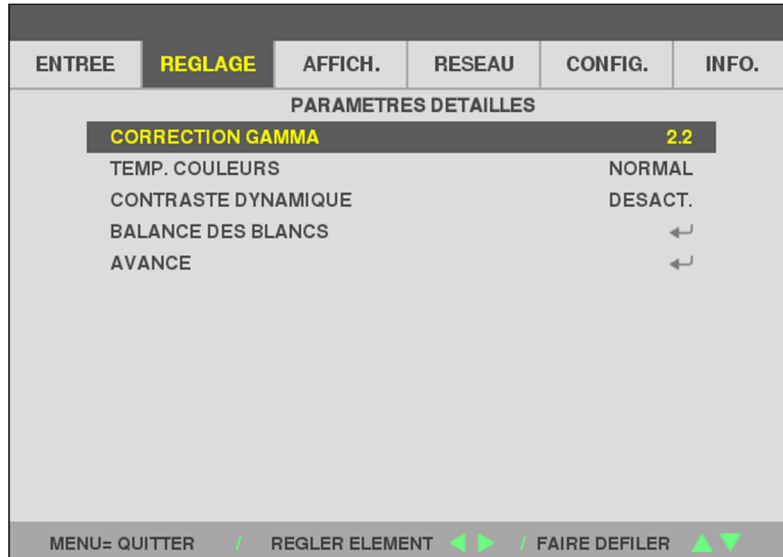 ENTREE REGLAGE AFFICH. RESEAU CONFIG. INFO.
PARAMETRES DETAILLES
CORRECTION GAMMA 2.2
TEMP. COULEURS NORMAL
CONTRASTE DYNAMIQUE DESACT.
BALANCE DES BLANCS
AVANCE
MENU= QUITTER / REGLER ELEMENT / FAIRE DEFILER